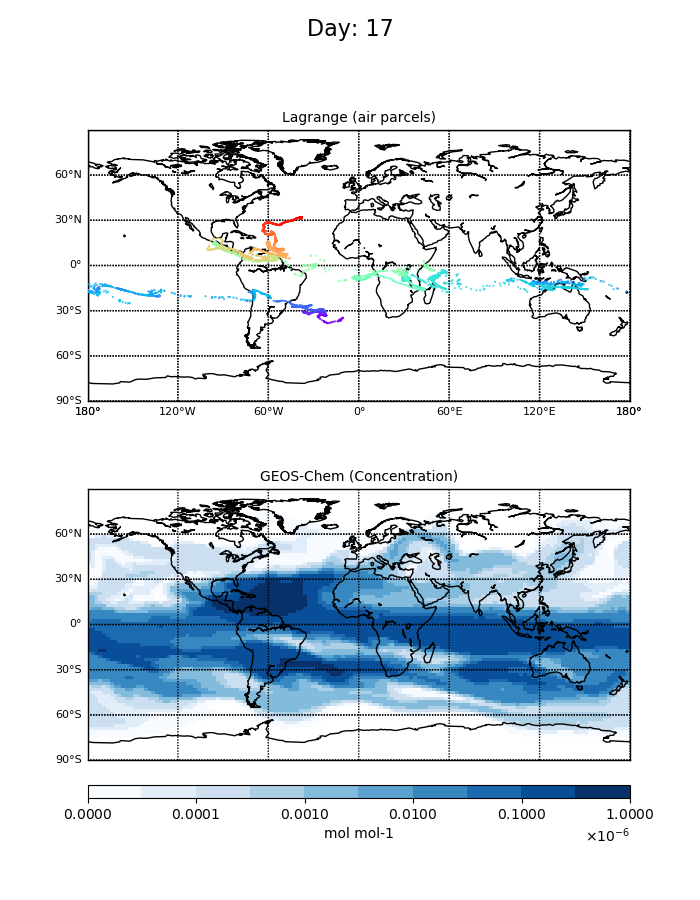 Day: 17
Lagrange (air parcels)
60°N
30°N
0°
30°S
60°S
90°S
180° 120°W 60°W 0° 60°E 120°E 180°
GEOS-Chem (Concentration)
60°N
30°N
0°
30°S
60°S
90°S
0.0000 0.0001 0.0010 0.0100 0.1000 1.0000
mol mol-1 ×10⁻⁶